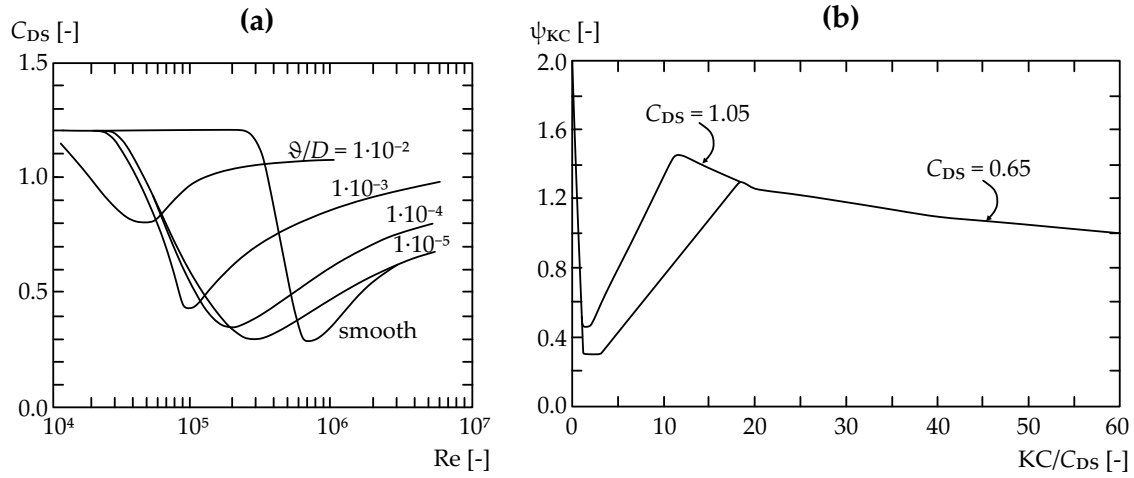 (a)
C_DS [-]
1.5
1.0
0.5
0.0
10⁴
10⁵
10⁶
10⁷
Re [-]
ϑ/D = 1·10⁻²
1·10⁻³
1·10⁻⁴
1·10⁻⁵
smooth
(b)
ψ_KC [-]
2.0
1.6
1.2
0.8
0.4
0.0
0
10
20
30
40
50
60
KC/C_DS [-]
C_DS = 1.05
C_DS = 0.65